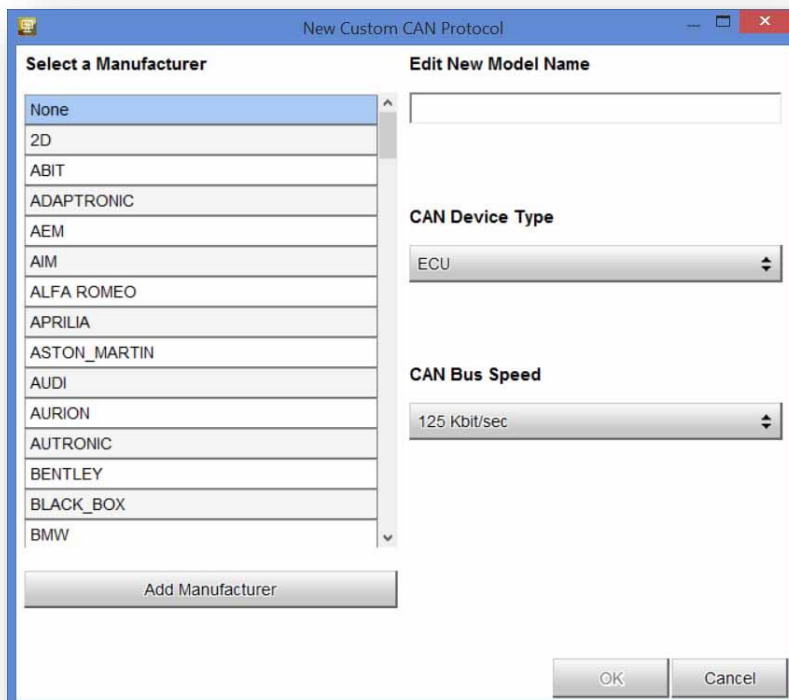 New Custom CAN Protocol
Select a Manufacturer
None
2D
ABIT
ADAPTRONIC
AEM
AIM
ALFA ROMEO
APRILIA
ASTON_MARTIN
AUDI
AURION
AUTRONIC
BENTLEY
BLACK_BOX
BMW
Add Manufacturer
Edit New Model Name
CAN Device Type
ECU
CAN Bus Speed
125 Kbit/sec
OK
Cancel